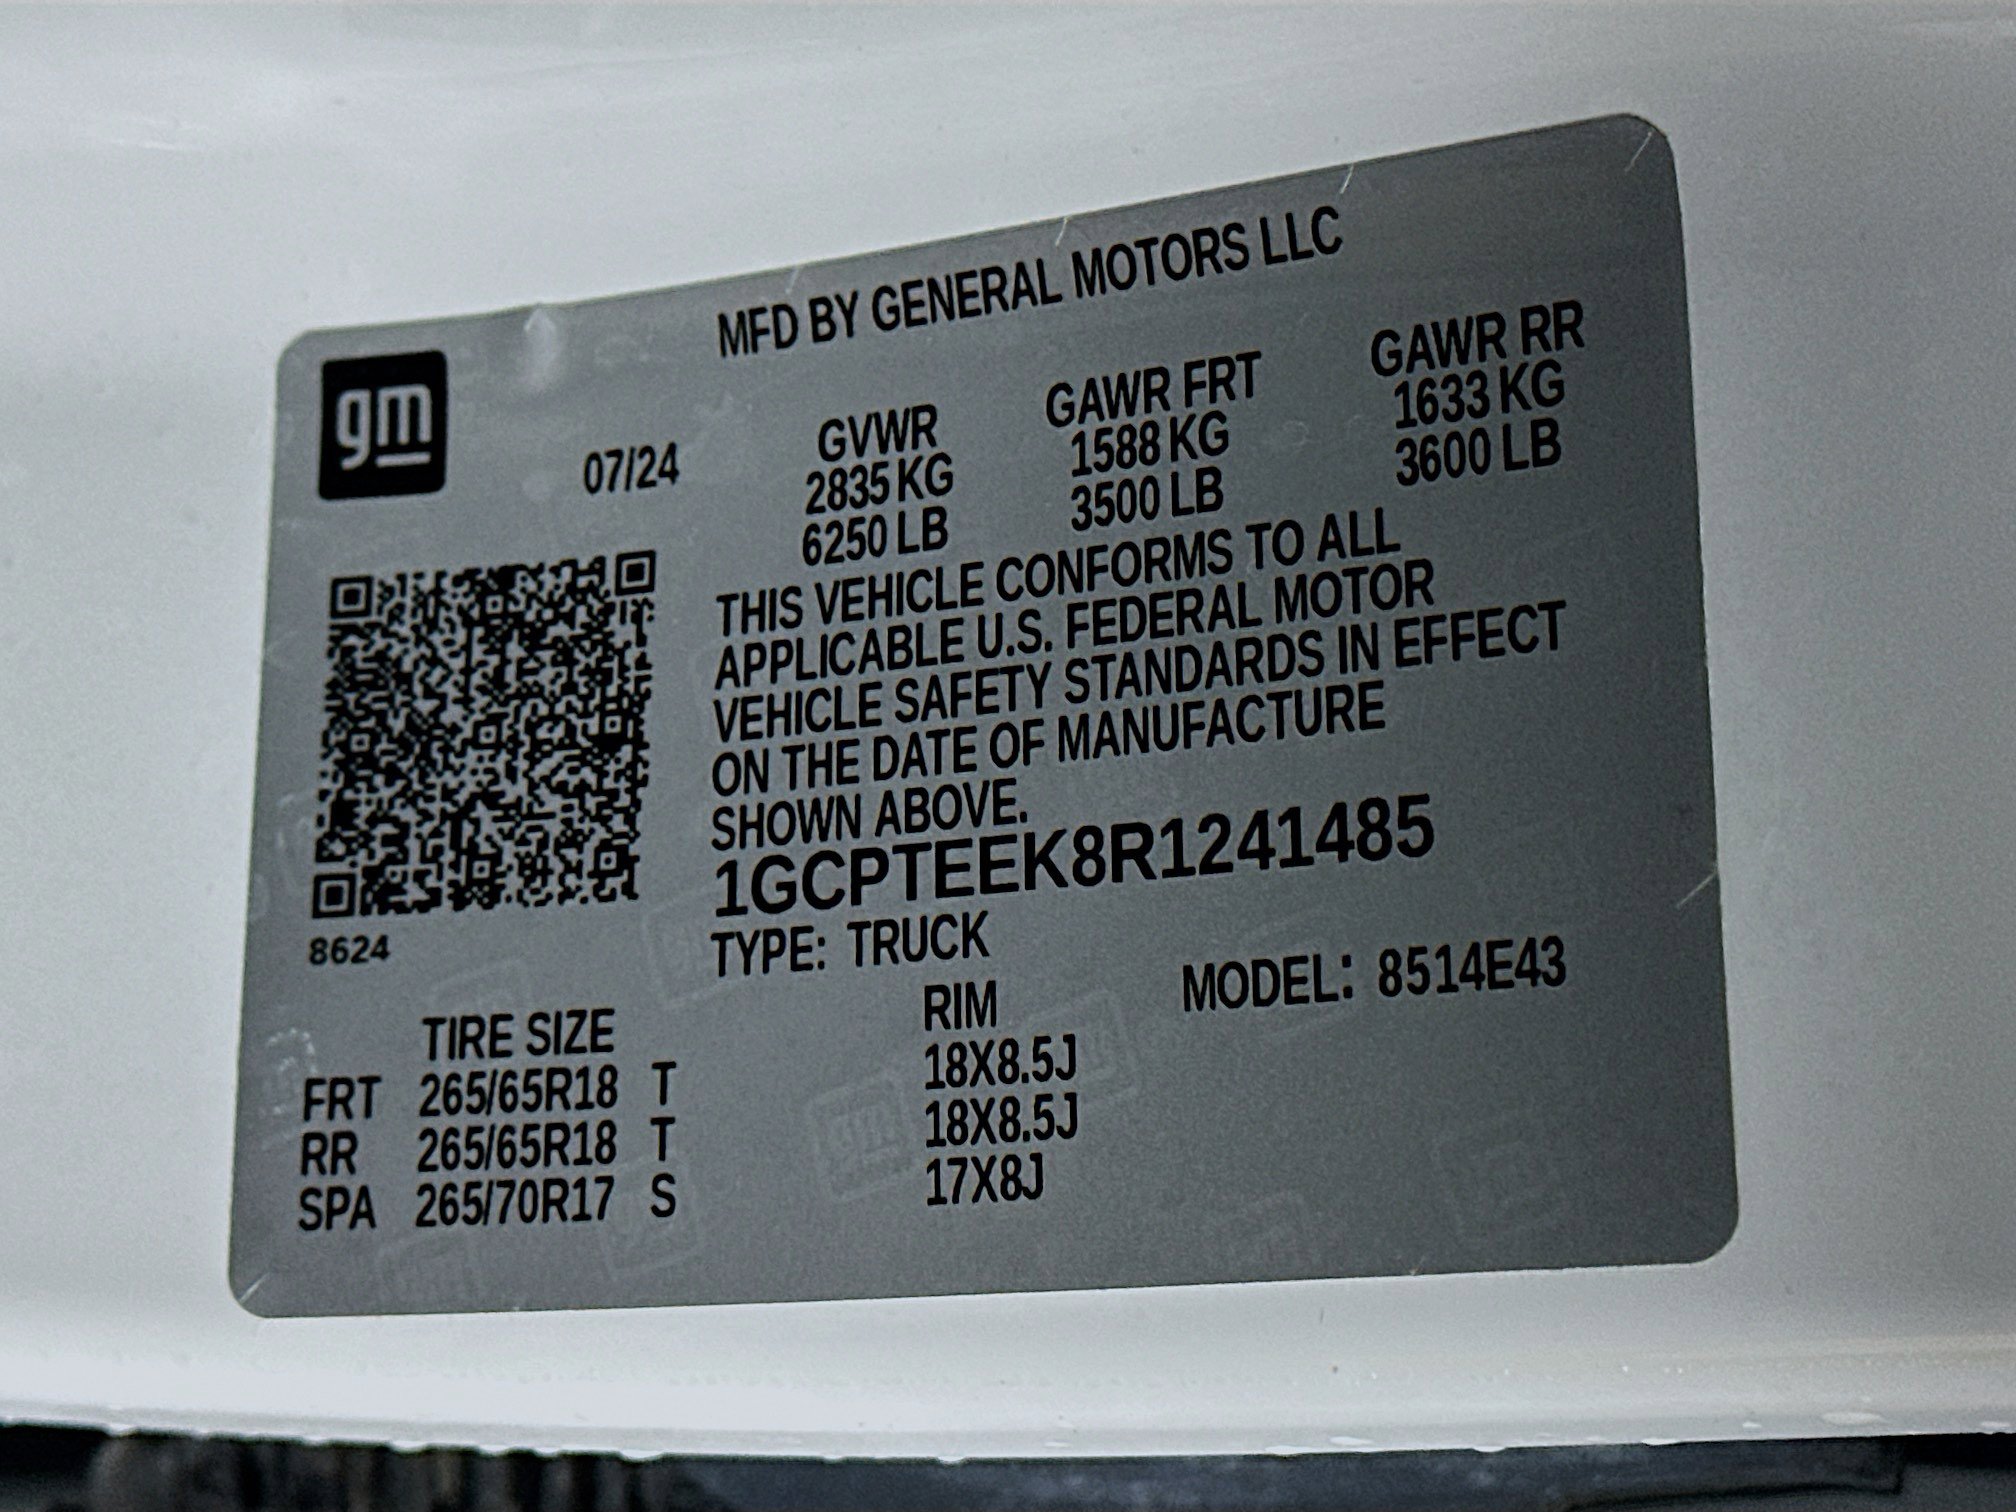 MFD BY GENERAL MOTORS LLC
gm
07/24
GVWR GAWR FRT GAWR RR
2835 KG 1588 KG 1633 KG
6250 LB 3500 LB 3600 LB
THIS VEHICLE CONFORMS TO ALL
APPLICABLE U.S. FEDERAL MOTOR
VEHICLE SAFETY STANDARDS IN EFFECT
ON THE DATE OF MANUFACTURE
SHOWN ABOVE.
1GCPTEEK8R1241485
8624
TYPE: TRUCK MODEL: 8514E43
TIRE SIZE RIM
FRT 265/65R18 T 18X8.5J
RR 265/65R18 T 18X8.5J
SPA 265/70R17 S 17X8J